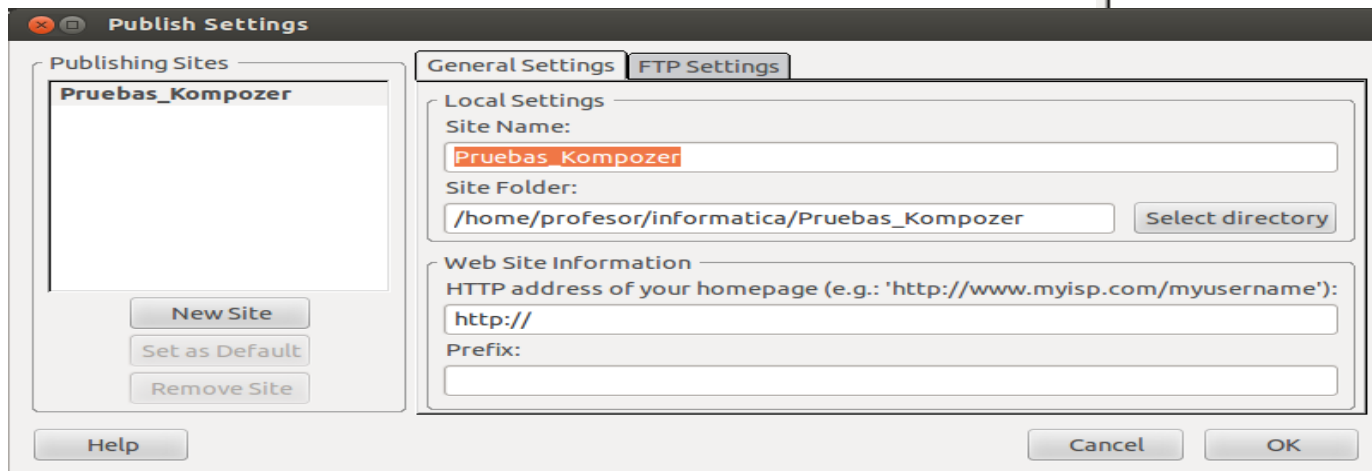 Publish Settings
Publishing Sites
Pruebas_Kompozer
New Site
Set as Default
Remove Site
General Settings
FTP Settings
Local Settings
Site Name:
Pruebas_Kompozer
Site Folder:
/home/profesor/informatica/Pruebas_Kompozer
Select directory
Web Site Information
HTTP address of your homepage (e.g.: 'http://www.myisp.com/myusername'):
http://
Prefix:
Help
Cancel
OK